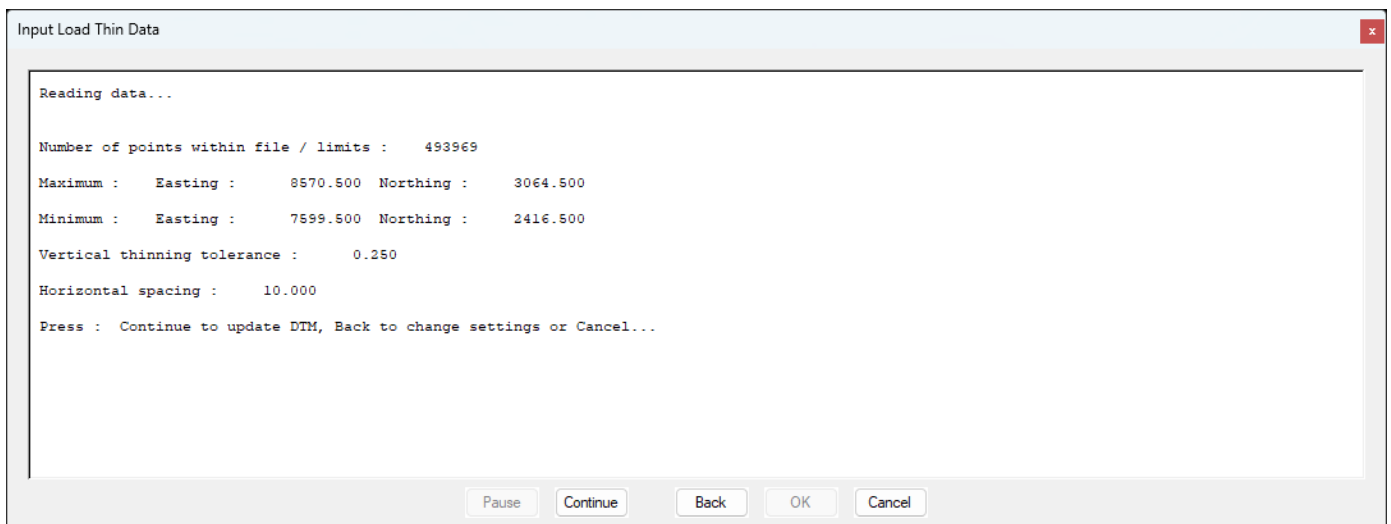 Input Load Thin Data
x
Reading data...
Number of points within file / limits : 493969
Maximum : Easting : 8570.500 Northing : 3064.500
Minimum : Easting : 7599.500 Northing : 2416.500
Vertical thinning tolerance : 0.250
Horizontal spacing : 10.000
Press : Continue to update DTM, Back to change settings or Cancel...
Pause Continue Back OK Cancel